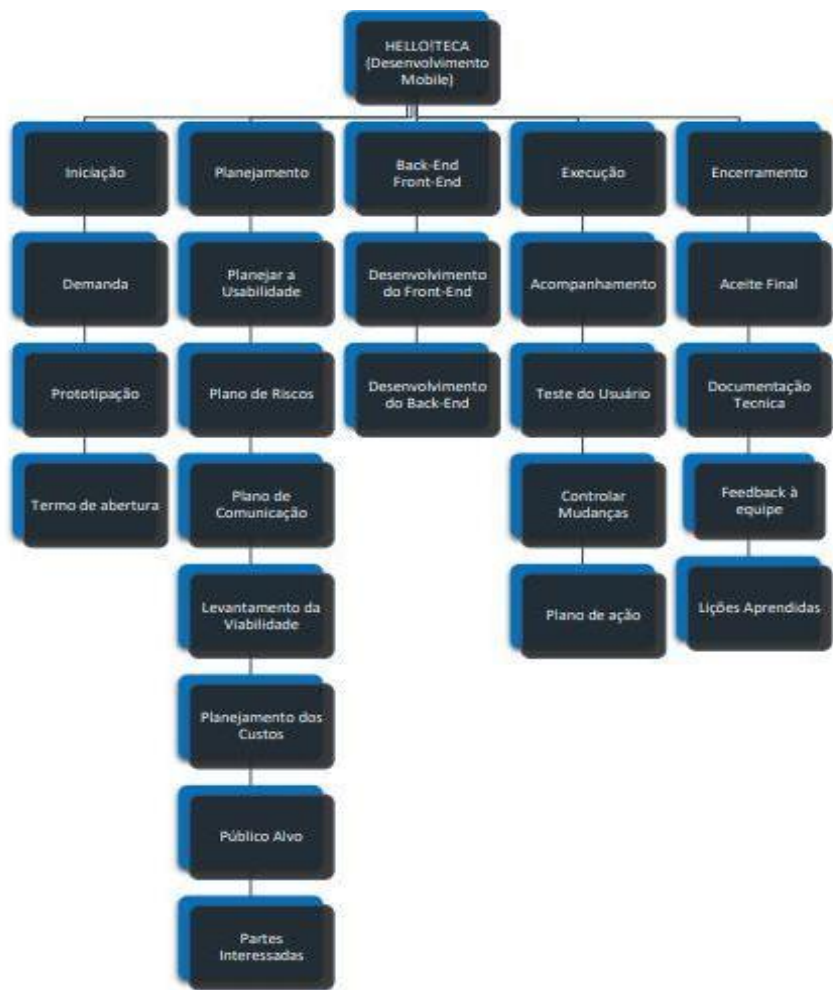 HELLO!TECA
(Desenvolvimento
Mobile)
Iniciação
Planejamento
Back-End
Front-End
Execução
Encerramento
Demanda
Planejar a
Usabilidade
Desenvolvimento
do Front-End
Acompanhamento
Aceite Final
Prototipação
Plano de Riscos
Desenvolvimento
do Back-End
Teste do Usuário
Documentação
Tecnica
Termo de abertura
Plano de
Comunicação
Controlar
Mudanças
Feedback à
equipe
Levantamento da
Viabilidade
Plano de ação
Lições Aprendidas
Planejamento dos
Custos
Público Alvo
Partes
Interessadas